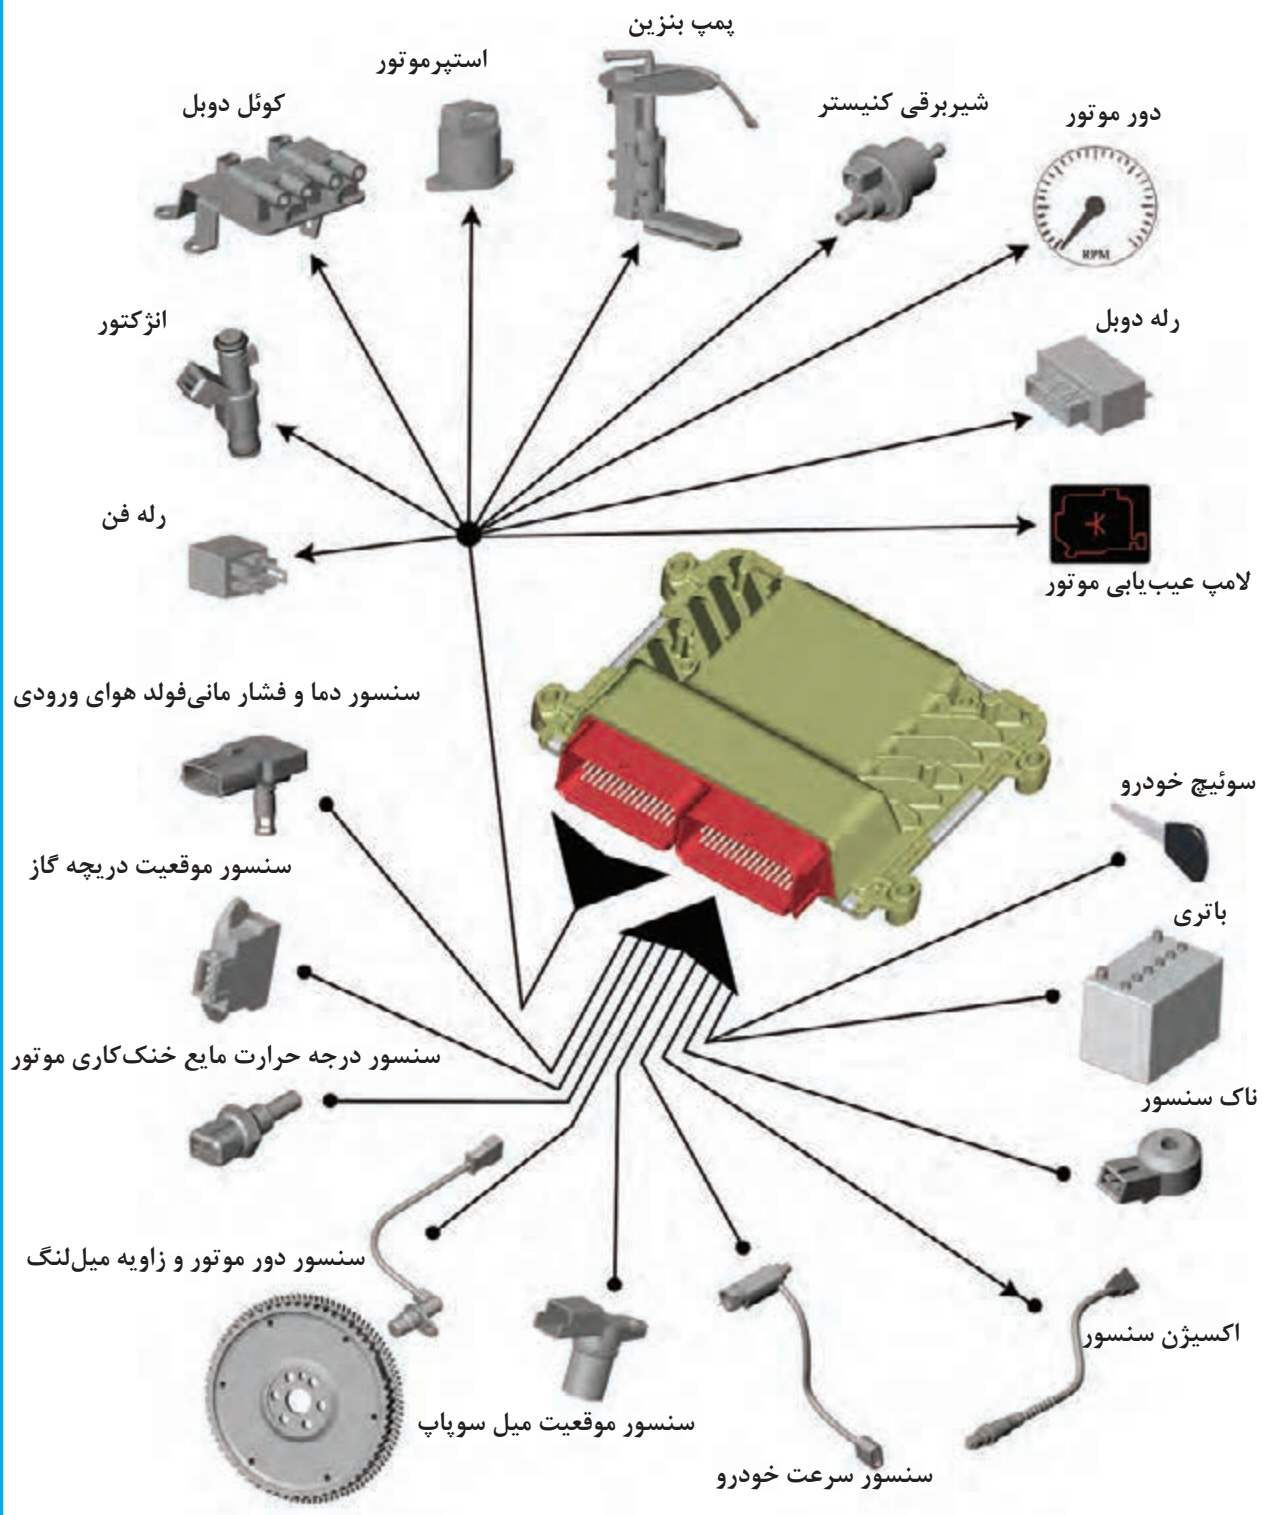 پمپ بنزین
استپرموتور
کوئل دوبل
شیربرقی کنیستر
دور موتور
RPM
انژکتور
رله دوبل
رله فن
لامپ عیب‌یابی موتور
سنسور دما و فشار مانی‌فولد هوای ورودی
سوئیچ خودرو
سنسور موقعیت دریچه گاز
باتری
سنسور درجه حرارت مایع خنک‌کاری موتور
ناک سنسور
سنسور دور موتور و زاویه میل‌لنگ
اکسیژن سنسور
سنسور موقعیت میل سوپاپ
سنسور سرعت خودرو